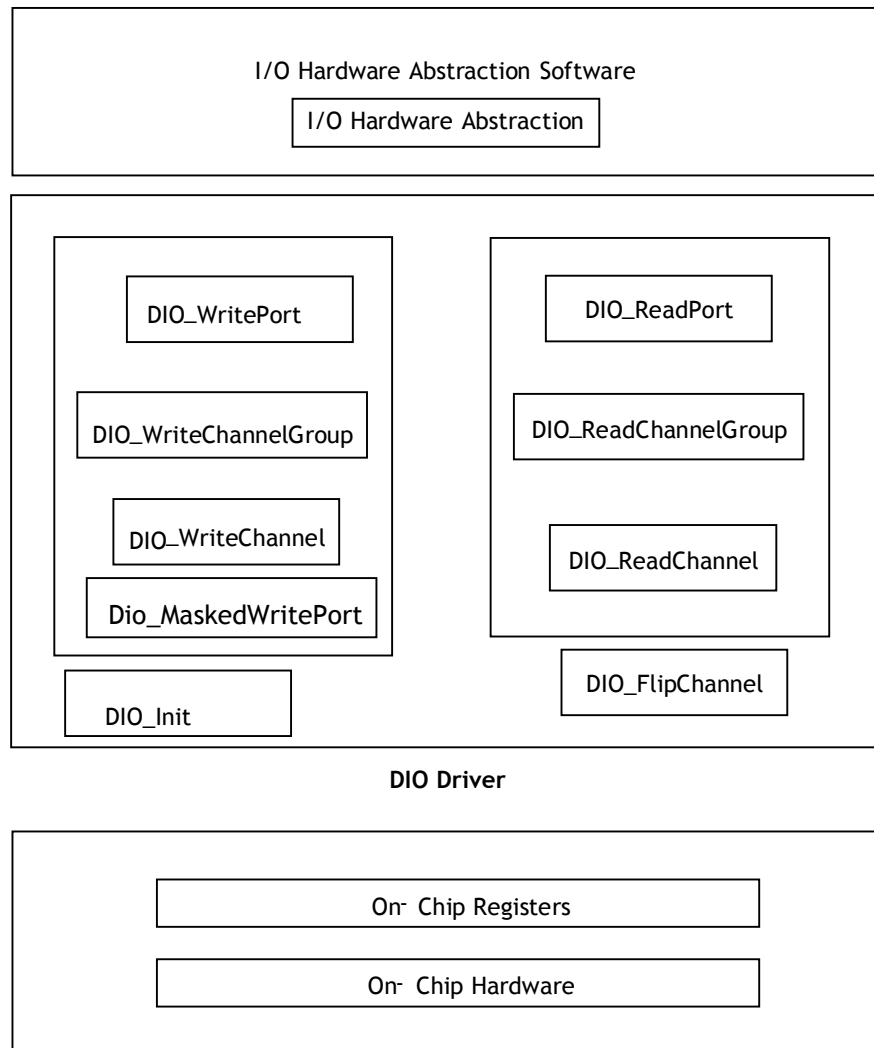 I/O Hardware Abstraction Software
I/O Hardware Abstraction
DIO_WritePort
DIO_WriteChannelGroup
DIO_WriteChannel
Dio_MaskedWritePort
DIO_Init
DIO_ReadPort
DIO_ReadChannelGroup
DIO_ReadChannel
DIO_FlipChannel
DIO Driver
On- Chip Registers
On- Chip Hardware